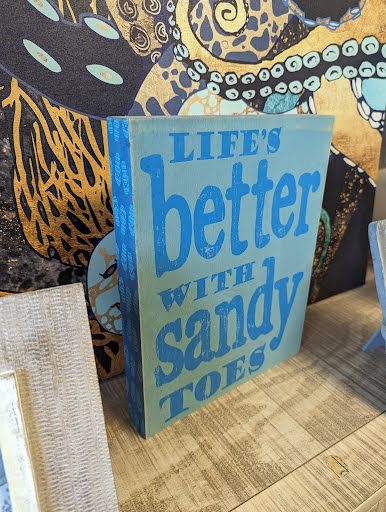 LIFE'S
better
WITH
sandy
TOES